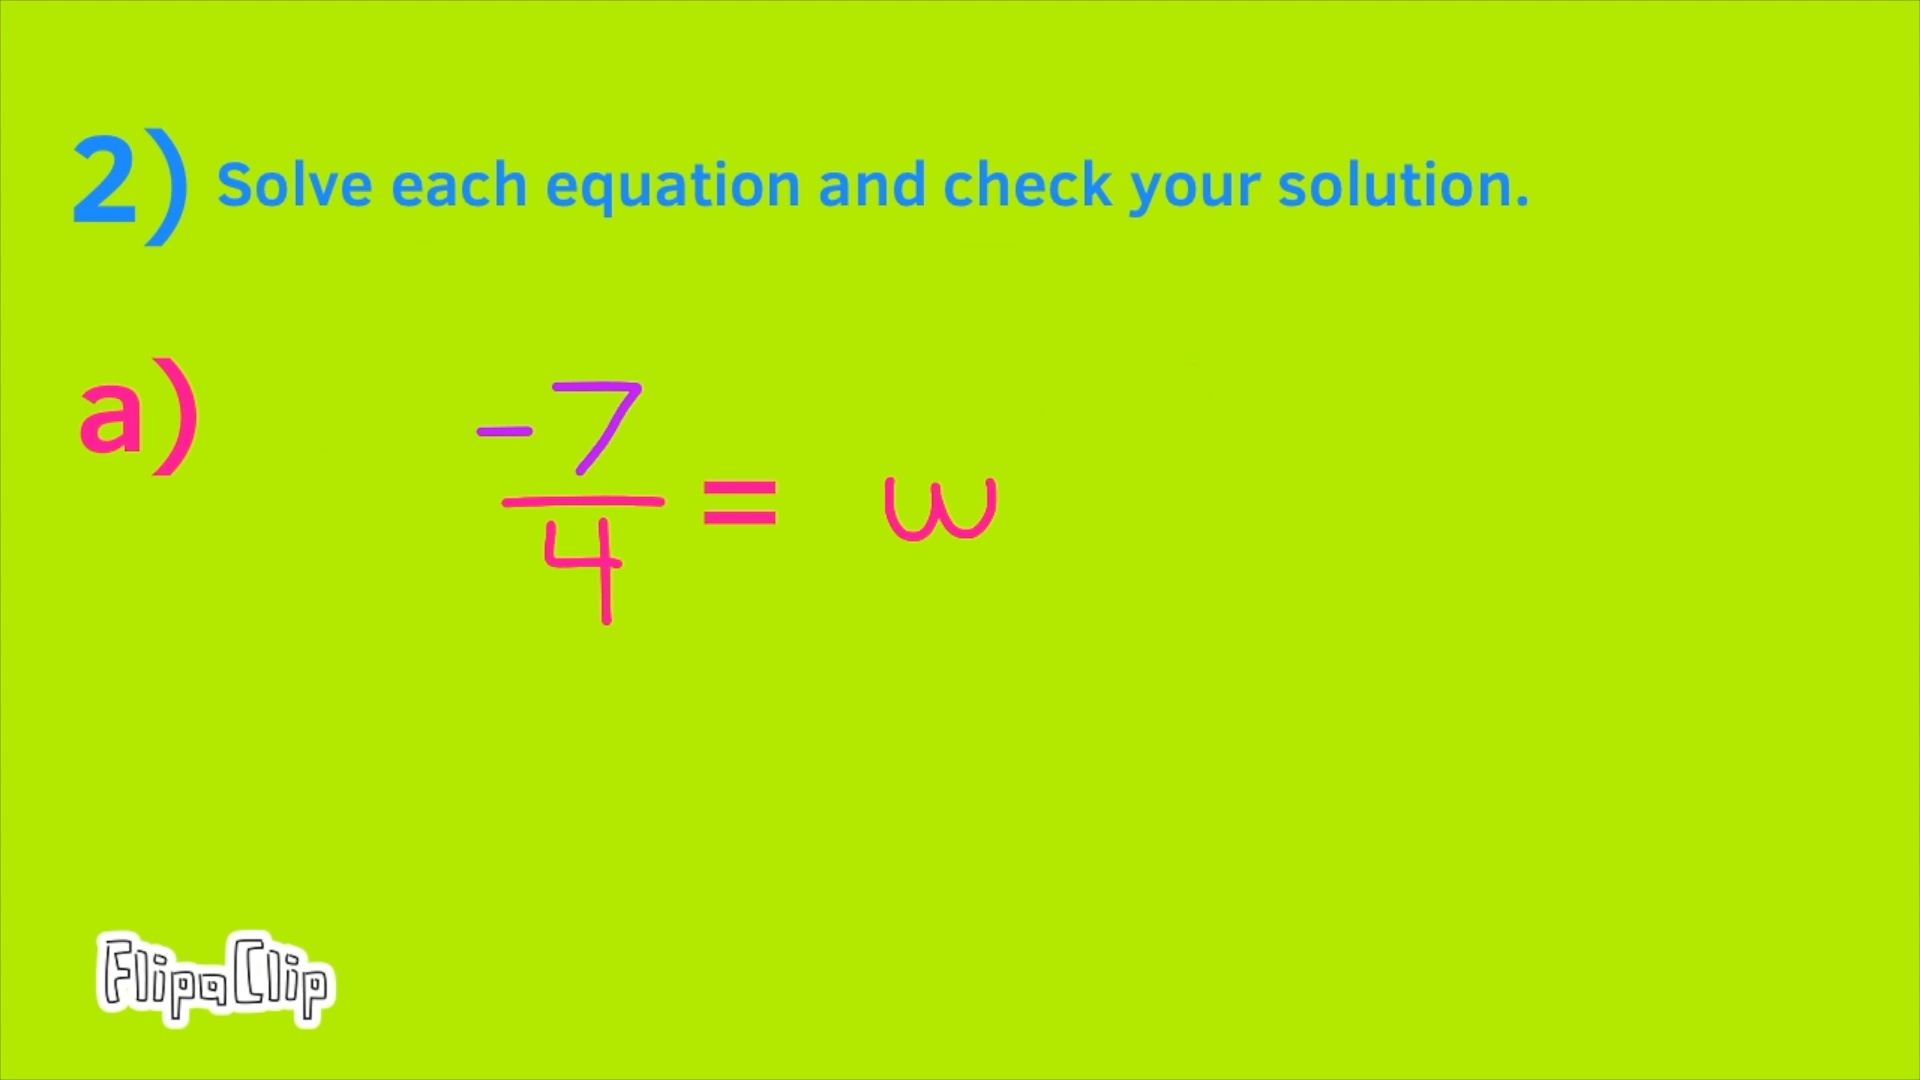 2) Solve each equation and check your solution.
a)
-7
4
= w
FlipaClip